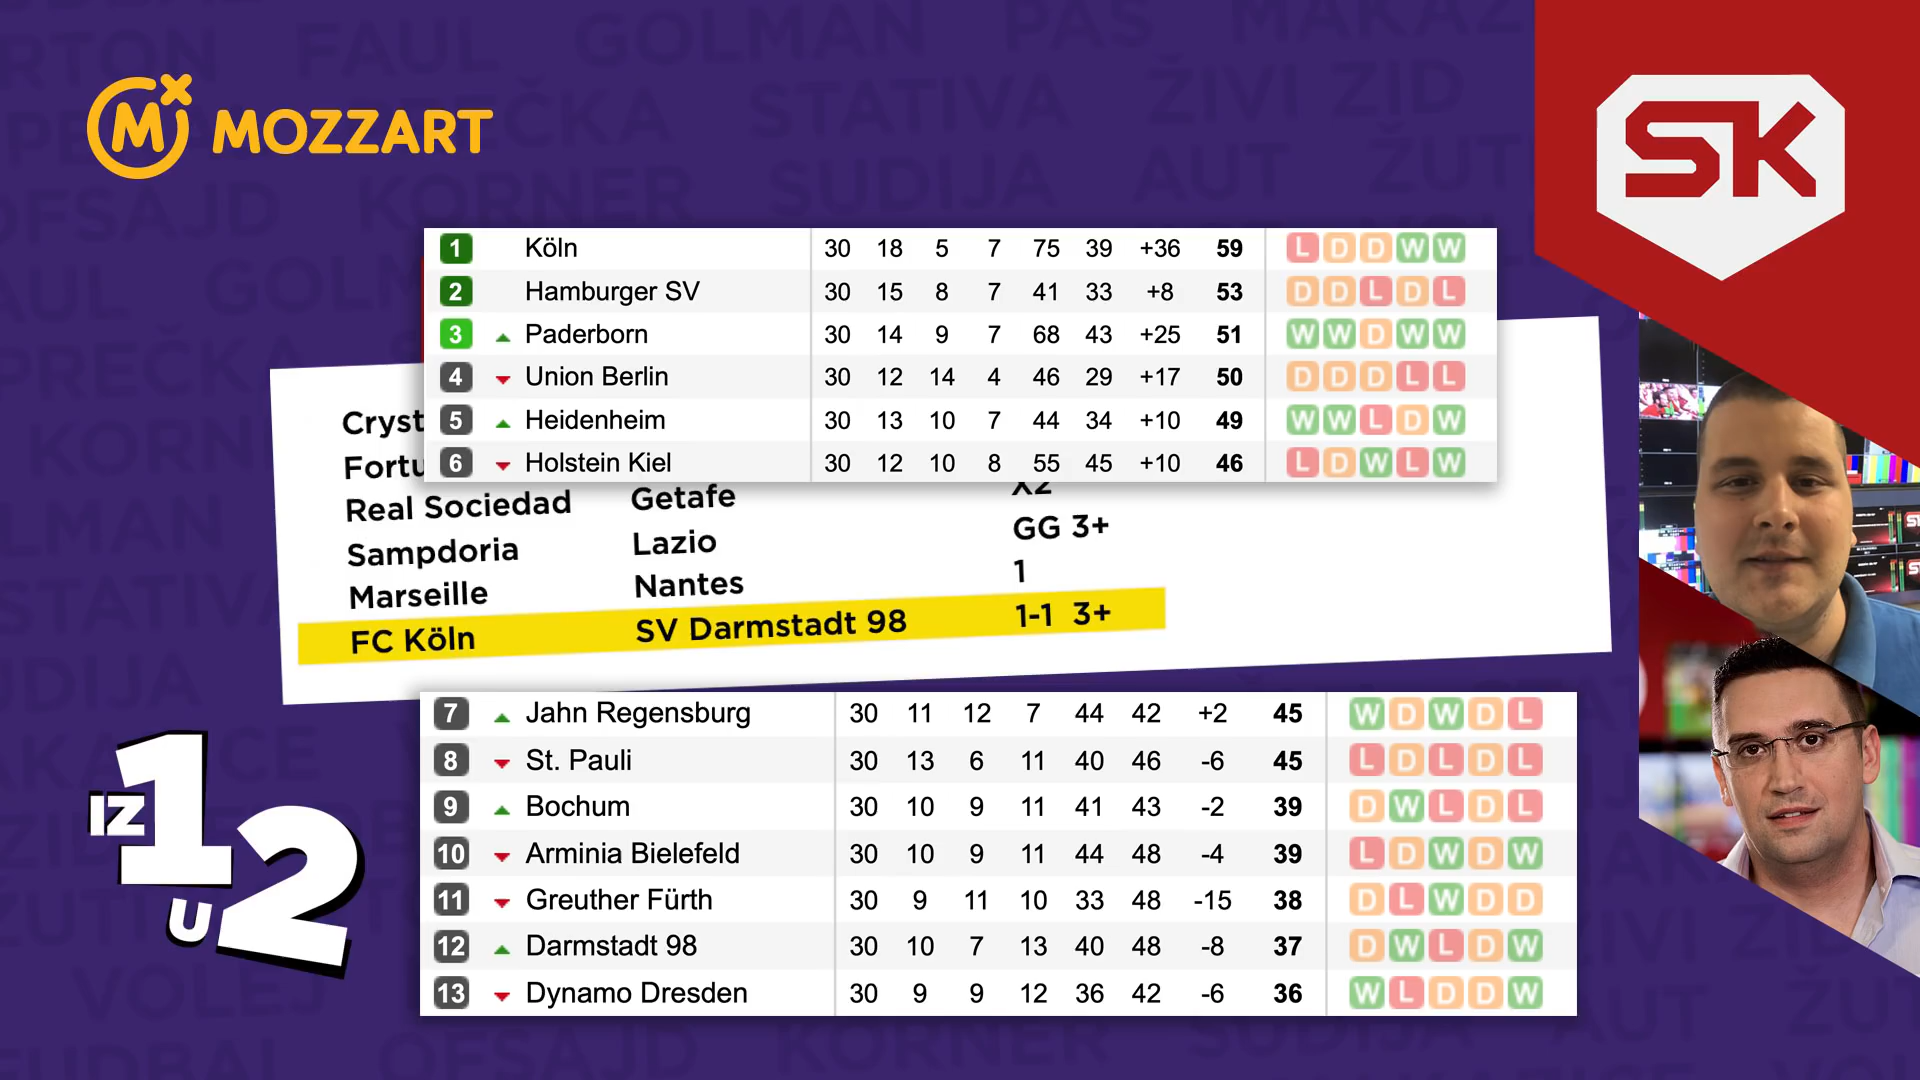 MOZZART
SK
1 Köln 30 18 5 7 75 39 +36 59 L D D W W
2 Hamburger SV 30 15 8 7 41 33 +8 53 D D L D L
3 Paderborn 30 14 9 7 68 43 +25 51 W W D W W
4 Union Berlin 30 12 14 4 46 29 +17 50 D D D L L
5 Heidenheim 30 13 10 7 44 34 +10 49 W W L D W
6 Holstein Kiel 30 12 10 8 55 45 +10 46 L D W L W
Real Sociedad Getafe X2
Sampdoria Lazio GG 3+
Marseille Nantes 1
FC Köln SV Darmstadt 98 1-1 3+
7 Jahn Regensburg 30 11 12 7 44 42 +2 45 W D W D L
8 St. Pauli 30 13 6 11 40 46 -6 45 L D L D L
9 Bochum 30 10 9 11 41 43 -2 39 D W L D L
10 Arminia Bielefeld 30 10 9 11 44 48 -4 39 L D W D W
11 Greuther Fürth 30 9 11 10 33 48 -15 38 D L W D D
12 Darmstadt 98 30 10 7 13 40 48 -8 37 D W L D W
13 Dynamo Dresden 30 9 9 12 36 42 -6 36 W L D D W
IZ 1
U 2